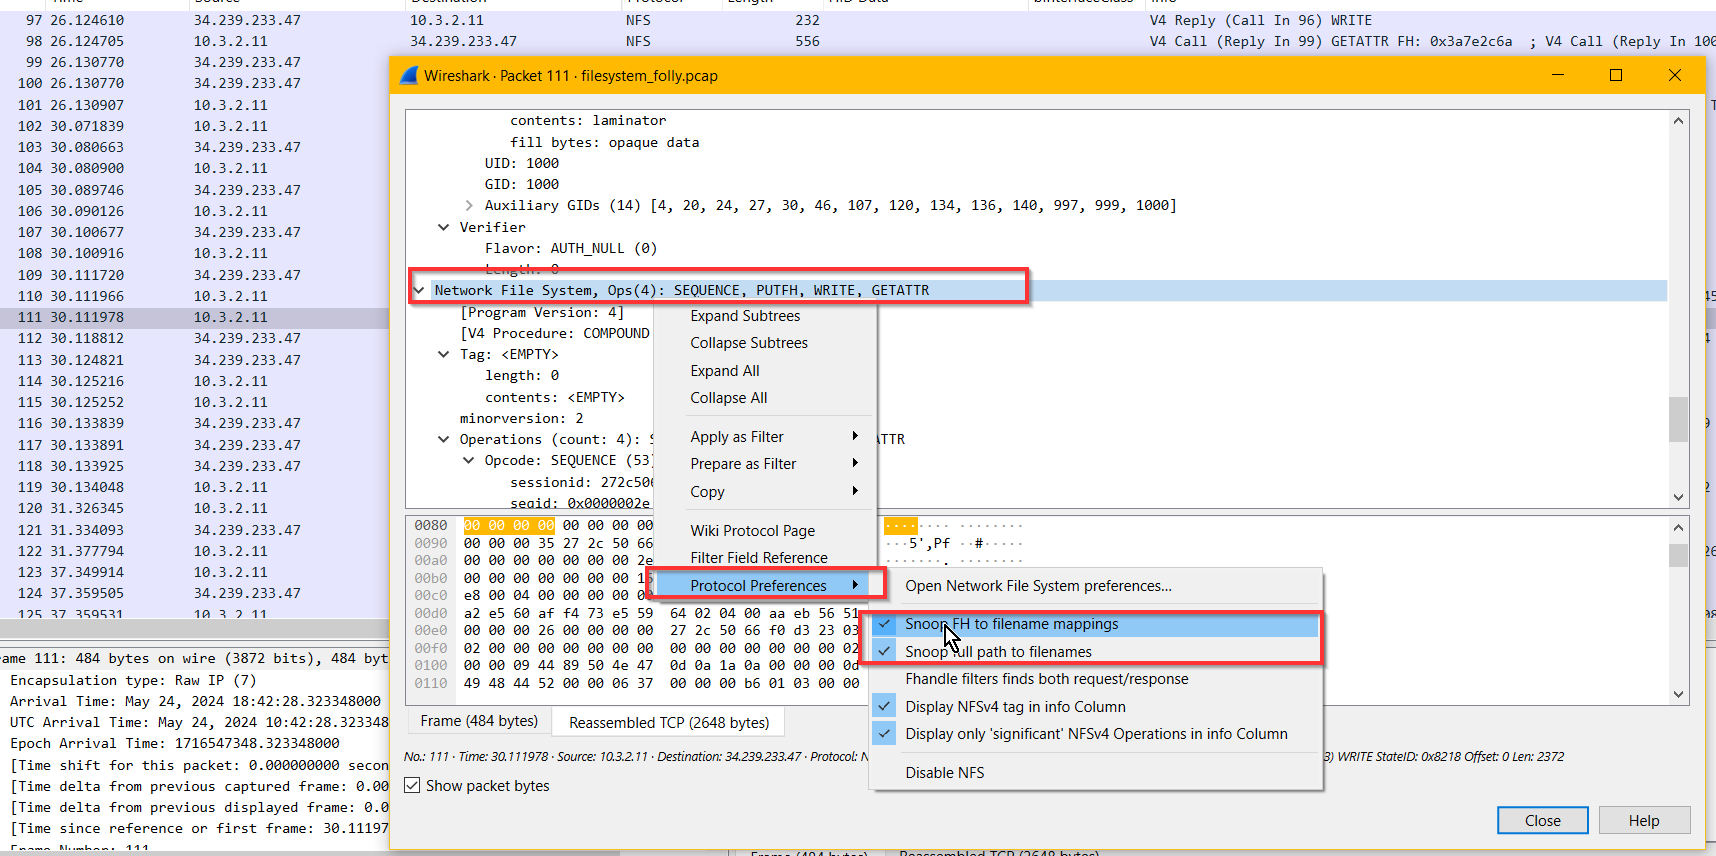 Time Source Destination Protocol Length HID Data bInterfaceClass Info
97 26.124610 34.239.233.47 10.3.2.11 NFS 232 V4 Reply (Call In 96) WRITE
98 26.124705 10.3.2.11 34.239.233.47 NFS 556 V4 Call (Reply In 99) GETATTR FH: 0x3a7e2c6a ; V4 Call (Reply In 100
99 26.130770 34.239.233.47
100 26.130770 34.239.233.47
101 26.130907 10.3.2.11
102 30.071839 10.3.2.11
103 30.080663 34.239.233.47
104 30.080900 10.3.2.11
105 30.089746 34.239.233.47
106 30.090126 10.3.2.11
107 30.100677 34.239.233.47
108 30.100916 10.3.2.11
109 30.111720 34.239.233.47
110 30.111966 10.3.2.11
111 30.111978 10.3.2.11
112 30.118812 34.239.233.47
113 30.124821 34.239.233.47
114 30.125216 10.3.2.11
115 30.125252 10.3.2.11
116 30.133839 34.239.233.47
117 30.133891 34.239.233.47
118 30.133925 34.239.233.47
119 30.134048 10.3.2.11
120 31.326345 10.3.2.11
121 31.334093 34.239.233.47
122 31.377794 10.3.2.11
123 37.349914 10.3.2.11
124 37.359505 34.239.233.47
125 37.359531 34.239.233.47
Wireshark · Packet 111 · filesystem_folly.pcap
contents: laminator
fill bytes: opaque data
UID: 1000
GID: 1000
Auxiliary GIDs (14) [4, 20, 24, 27, 30, 46, 107, 120, 134, 136, 140, 997, 999, 1000]
Verifier
Flavor: AUTH_NULL (0)
Length: 0
Network File System, Ops(4): SEQUENCE, PUTFH, WRITE, GETATTR
[Program Version: 4]
[V4 Procedure: COMPOUND
Tag: <EMPTY>
length: 0
contents: <EMPTY>
minorversion: 2
Operations (count: 4): S ATTR
Opcode: SEQUENCE (53)
sessionid: 272c506
seqid: 0x0000002e
Expand Subtrees
Collapse Subtrees
Expand All
Collapse All
Apply as Filter
Prepare as Filter
Copy
Wiki Protocol Page
Filter Field Reference
Protocol Preferences
Open Network File System preferences...
Snoop FH to filename mappings
Snoop full path to filenames
Fhandle filters finds both request/response
Display NFSv4 tag in info Column
Display only 'significant' NFSv4 Operations in info Column
Disable NFS
0080 00 00 00 00 00 00 00 00 ········ ········
0090 00 00 00 35 27 2c 50 66 ···5',Pf ··#·····
00a0 00 00 00 00 00 00 00 2e ·······. ········
00b0 00 00 00 00 00 00 00 16
00c0 e8 00 04 00 00 00 00 00
00d0 a2 e5 60 af f4 73 e5 59 64 02 04 00 aa eb 56 51
00e0 00 00 00 26 00 00 00 00 27 2c 50 66 f0 d3 23 03
00f0 02 00 00 00 00 00 00 00 00 00 00 00 00 00 00 02
0100 00 00 09 44 89 50 4e 47 0d 0a 1a 0a 00 00 00 0d
0110 49 48 44 52 00 00 06 37 00 00 00 b6 01 03 00 00
Frame (484 bytes) Reassembled TCP (2648 bytes)
No.: 111 · Time: 30.111978 · Source: 10.3.2.11 · Destination: 34.239.233.47 · Protocol: N 3) WRITE StateID: 0x8218 Offset: 0 Len: 2372
Show packet bytes
Close Help
ame 111: 484 bytes on wire (3872 bits), 484 byt
Encapsulation type: Raw IP (7)
Arrival Time: May 24, 2024 18:42:28.323348000
UTC Arrival Time: May 24, 2024 10:42:28.323348
Epoch Arrival Time: 1716547348.323348000
[Time shift for this packet: 0.000000000 secon
[Time delta from previous captured frame: 0.00
[Time delta from previous displayed frame: 0.0
[Time since reference or first frame: 30.11197
Frame Number: 111
Frame (484 bytes) Reassembled TCP (2648 bytes)